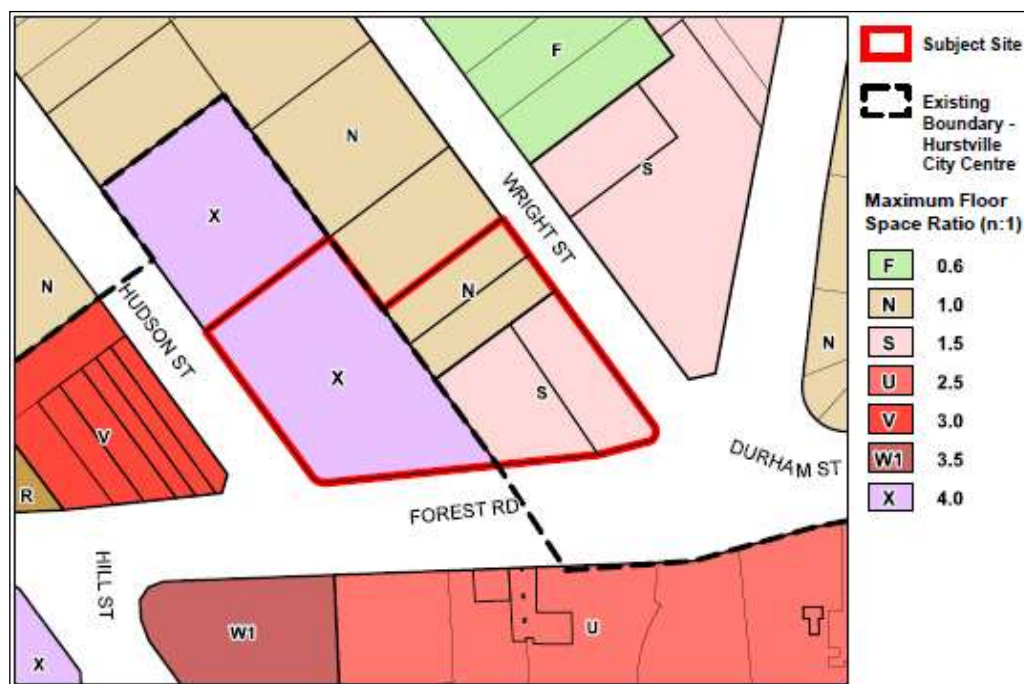 F
N
S
WRIGHT ST
X
N
N
HUDSON ST
N
X
S
V
R
DURHAM ST
FOREST RD
HILL ST
W1
U
X
Subject Site
Existing
Boundary -
Hurstville
City Centre
Maximum Floor
Space Ratio (n:1)
F 0.6
N 1.0
S 1.5
U 2.5
V 3.0
W1 3.5
X 4.0